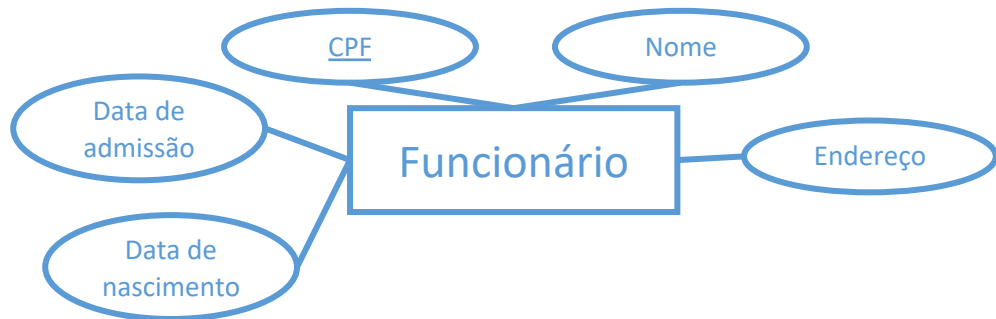 CPF
Nome
Data de
admissão
Funcionário
Endereço
Data de
nascimento